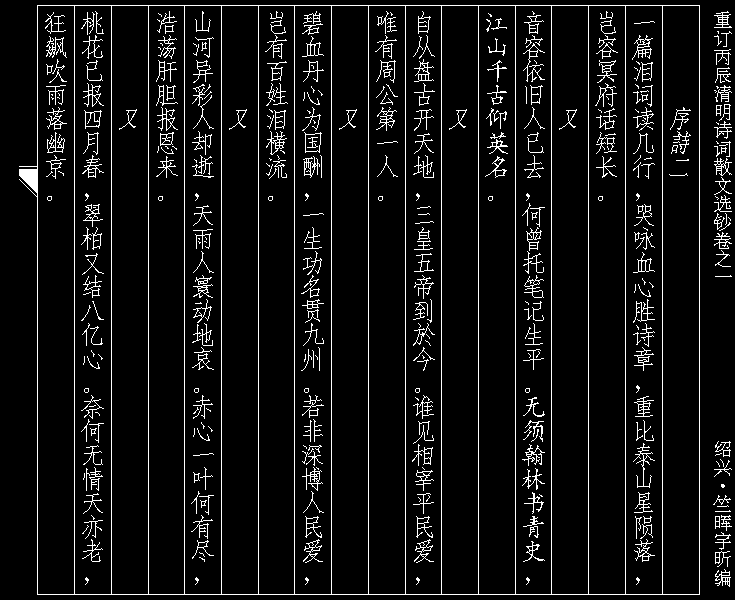 重订丙辰清明诗词散文选钞卷之一
绍兴·竺晖宇昕编
序詩二
一篇泪词读几行，哭咏血心胜诗章，重比泰山星陨落，
岂容冥府话短长。
又
音容依旧人已去，何曾托笔记生平。无须翰林书青史，
江山千古仰英名。
又
自从盘古开天地，三皇五帝到於今。谁见相宰平民爱，
唯有周公第一人。
又
碧血丹心为国酬，一生功名贯九州。若非深博人民爱，
岂有百姓泪横流。
又
山河异彩人却逝，天雨人寰动地哀。赤心一叶何有尽，
浩荡肝胆报恩来。
又
桃花已报四月春，翠柏又结八亿心。奈何无情天亦老，
狂飙吹雨落幽京。